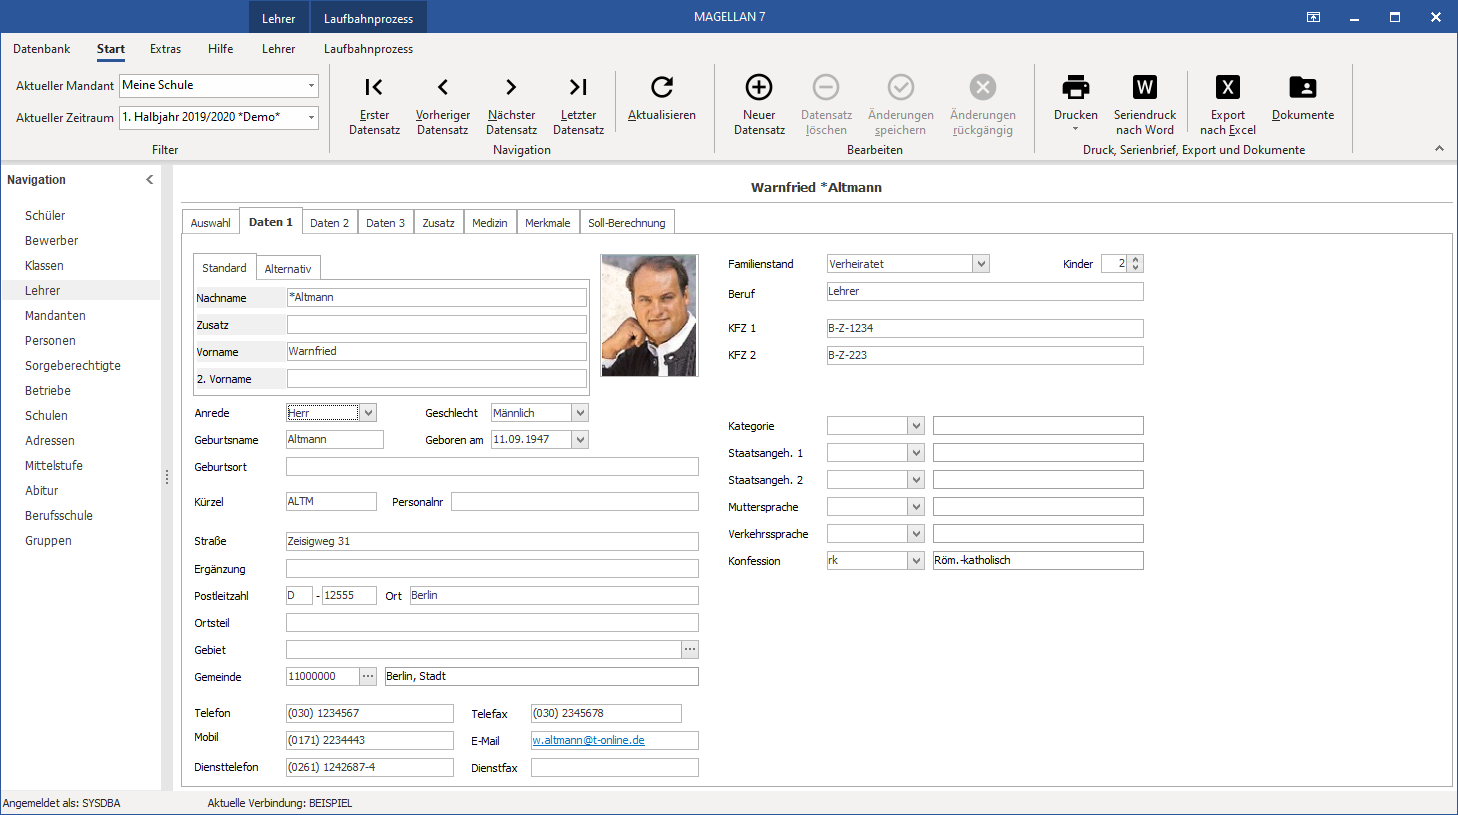 Lehrer Laufbahnprozess MAGELLAN 7
Datenbank Start Extras Hilfe Lehrer Laufbahnprozess
Aktueller Mandant Meine Schule
Aktueller Zeitraum 1. Halbjahr 2019/2020 *Demo*
Filter
Erster Datensatz
Vorheriger Datensatz
Nächster Datensatz
Letzter Datensatz
Aktualisieren
Navigation
Neuer Datensatz
Datensatz löschen
Änderungen speichern
Änderungen rückgängig
Bearbeiten
Drucken
W
Seriendruck nach Word
X
Export nach Excel
Dokumente
Druck, Serienbrief, Export und Dokumente
Navigation
Schüler
Bewerber
Klassen
Lehrer
Mandanten
Personen
Sorgeberechtigte
Betriebe
Schulen
Adressen
Mittelstufe
Abitur
Berufsschule
Gruppen
Warnfried *Altmann
Auswahl Daten 1 Daten 2 Daten 3 Zusatz Medizin Merkmale Soll-Berechnung
Standard Alternativ
Nachname *Altmann
Zusatz
Vorname Warnfried
2. Vorname
Anrede Herr Geschlecht Männlich
Geburtsname Altmann Geboren am 11.09.1947
Geburtsort
Kürzel ALTM Personalnr
Straße Zeisigweg 31
Ergänzung
Postleitzahl D - 12555 Ort Berlin
Ortsteil
Gebiet ...
Gemeinde 11000000 ... Berlin, Stadt
Telefon (030) 1234567 Telefax (030) 2345678
Mobil (0171) 2234443 E-Mail w.altmann@t-online.de
Diensttelefon (0261) 1242687-4 Dienstfax
Familienstand Verheiratet Kinder 2
Beruf Lehrer
KFZ 1 B-Z-1234
KFZ 2 B-Z-223
Kategorie
Staatsangeh. 1
Staatsangeh. 2
Muttersprache
Verkehrssprache
Konfession rk Röm.-katholisch
Angemeldet als: SYSDBA Aktuelle Verbindung: BEISPIEL